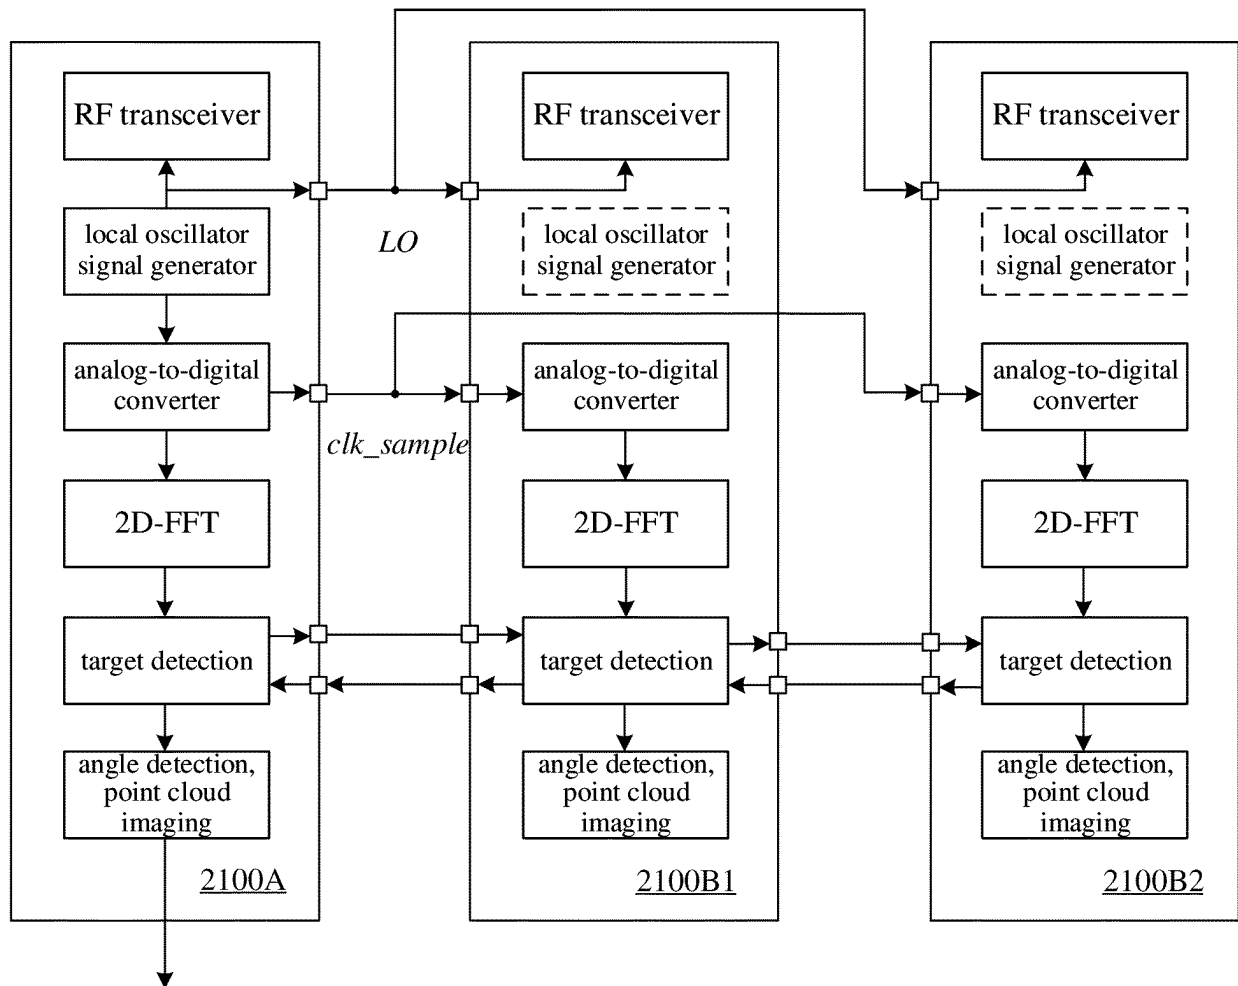 RF transceiver
local oscillator
signal generator
analog-to-digital
converter
2D-FFT
target detection
angle detection,
point cloud
imaging
2100A
LO
clk_sample
RF transceiver
local oscillator
signal generator
analog-to-digital
converter
2D-FFT
target detection
angle detection,
point cloud
imaging
2100B1
RF transceiver
local oscillator
signal generator
analog-to-digital
converter
2D-FFT
target detection
angle detection,
point cloud
imaging
2100B2